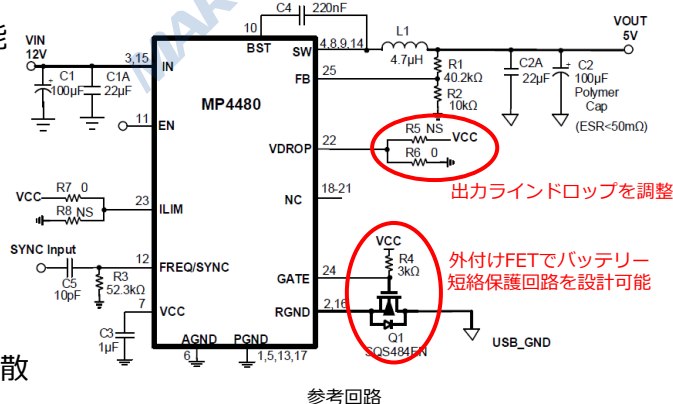 能
MA
C4 220nF
10
BST
VIN
12V
3,15
IN
C1
100µF
C1A
22µF
11
EN
MP4480
SW
4,8,9,14
L1
4.7µH
VOUT
5V
FB
25
R1
40.2kΩ
R2
10kΩ
C2A
22µF
C2
100µF
Polymer
Cap
(ESR<50mΩ)
VDROP
22
R5 NS
VCC
R6 0
出力ラインドロップを調整
NC
18-21
VCC
R7 0
R8 NS
23
ILIM
SYNC Input
C5
10pF
R3
52.3kΩ
12
FREQ/SYNC
7
VCC
C3
1µF
GATE
24
VCC
R4
3kΩ
外付けFETでバッテリー
短絡保護回路を設計可能
RGND
2,16
Q1
SQS484EN
USB_GND
AGND
6
PGND
1,5,13,17
散
参考回路